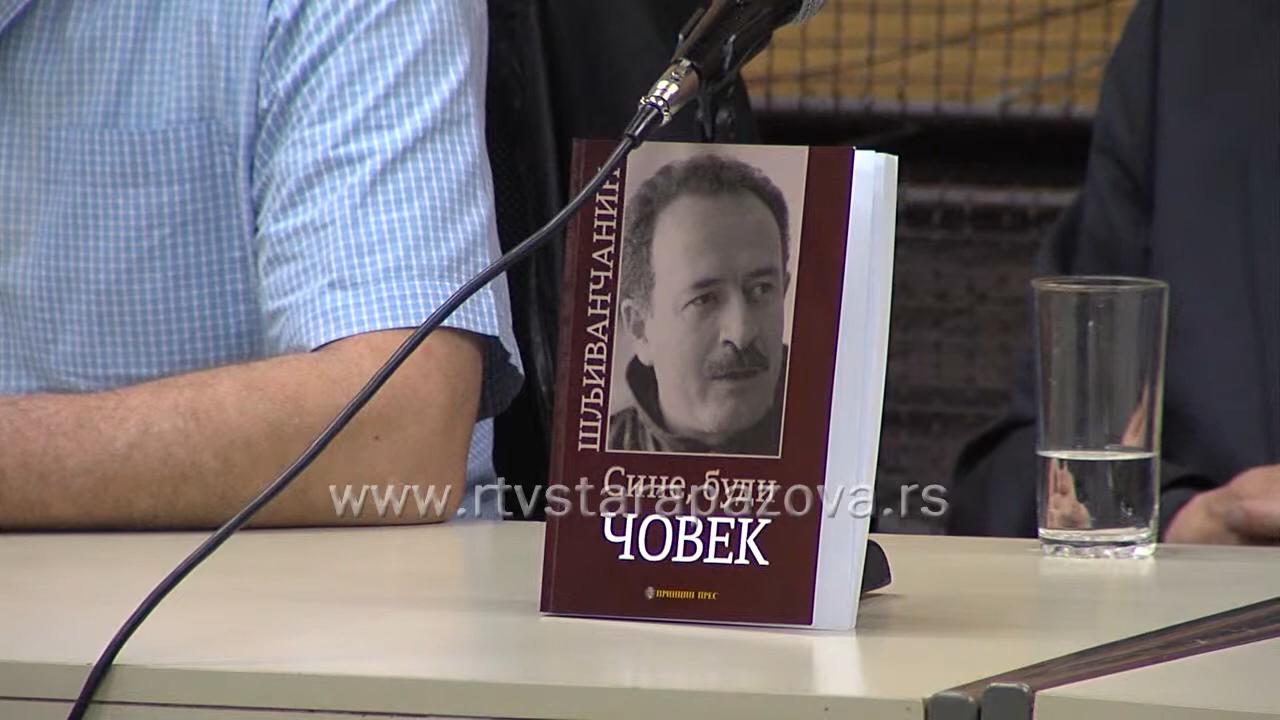 ШЉИВАНЧАНИН
Сине, буди
ЧОВЕК
ПРИНЦИП ПРЕС
www.rtvstarapazova.rs